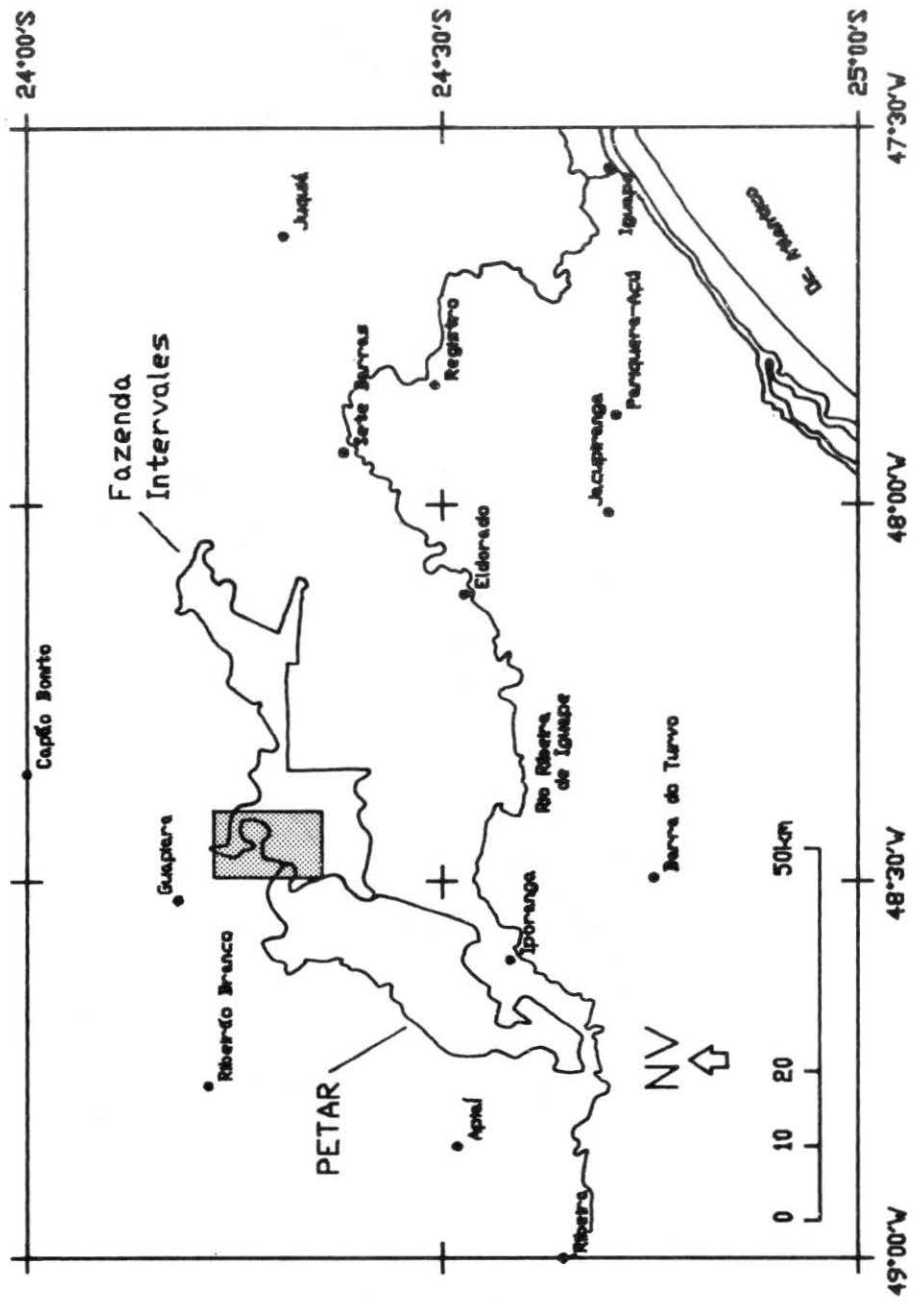 24°00'S
Capão Bonito
Fazenda
Intervales
Guapiara
Ribeirão Branco
Juquiá
PETAR
Sete Barras
24°30'S
Registro
Apiaí
Eldorado
Iporanga
Rio Ribeira
de Iguape
Ribeira
Jacupiranga
Iguape
Pariquera-Açú
Barra do Turvo
NV
Atlântico
0 10 20 50km
25°00'S
49°00'W 48°30'W 48°00'W 47°30'W